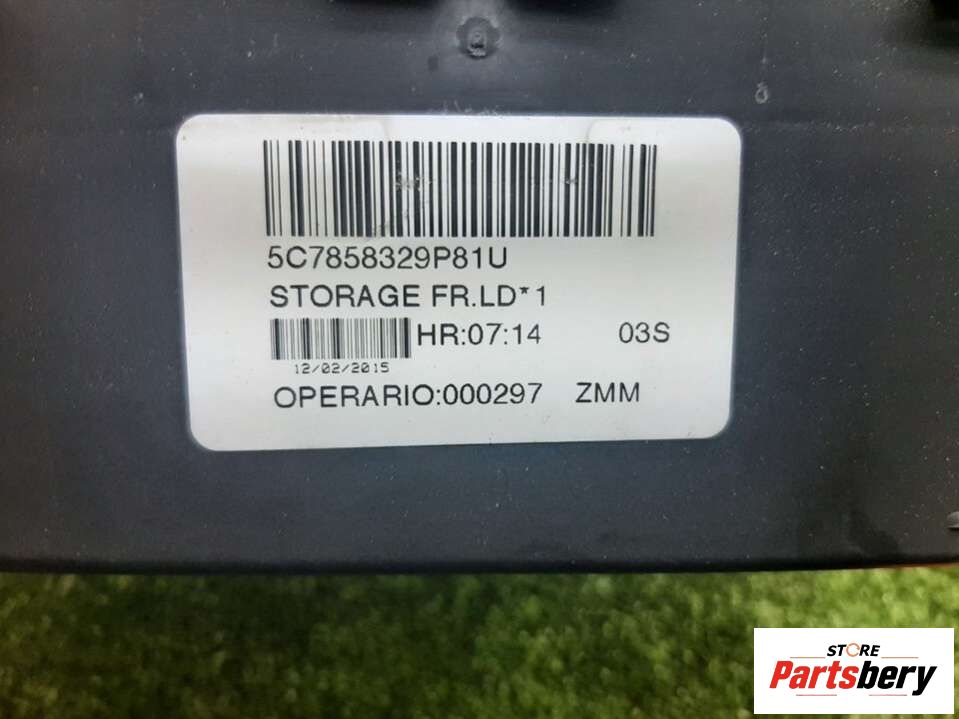 5C7858329P81U
STORAGE FR.LD*1
HR:07:14 03S
12/02/2015
OPERARIO:000297 ZMM
STORE
Partsbery